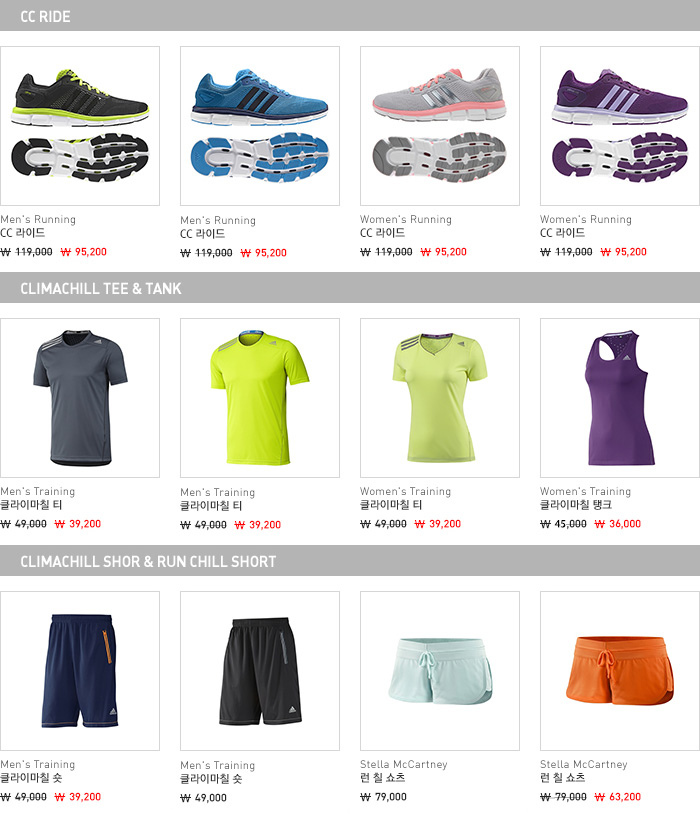 CC RIDE
Men's Running
CC 라이드
₩ 119,000 ₩ 95,200
Men's Running
CC 라이드
₩ 119,000 ₩ 95,200
Women's Running
CC 라이드
₩ 119,000 ₩ 95,200
Women's Running
CC 라이드
₩ 119,000 ₩ 95,200
CLIMACHILL TEE & TANK
Men's Training
클라이마칠 티
₩ 49,000 ₩ 39,200
Men's Training
클라이마칠 티
₩ 49,000 ₩ 39,200
Women's Training
클라이마칠 티
₩ 49,000 ₩ 39,200
Women's Training
클라이마칠 탱크
₩ 45,000 ₩ 36,000
CLIMACHILL SHOR & RUN CHILL SHORT
Men's Training
클라이마칠 숏
₩ 49,000 ₩ 39,200
Men's Training
클라이마칠 숏
₩ 49,000
Stella McCartney
런 칠 쇼츠
₩ 79,000
Stella McCartney
런 칠 쇼츠
₩ 79,000 ₩ 63,200